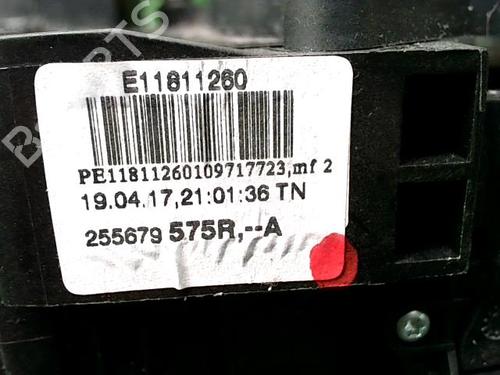 E11811260
PE11811260109717723,mf 2
19.04.17,21:01:36 TN
255679 575R,--A